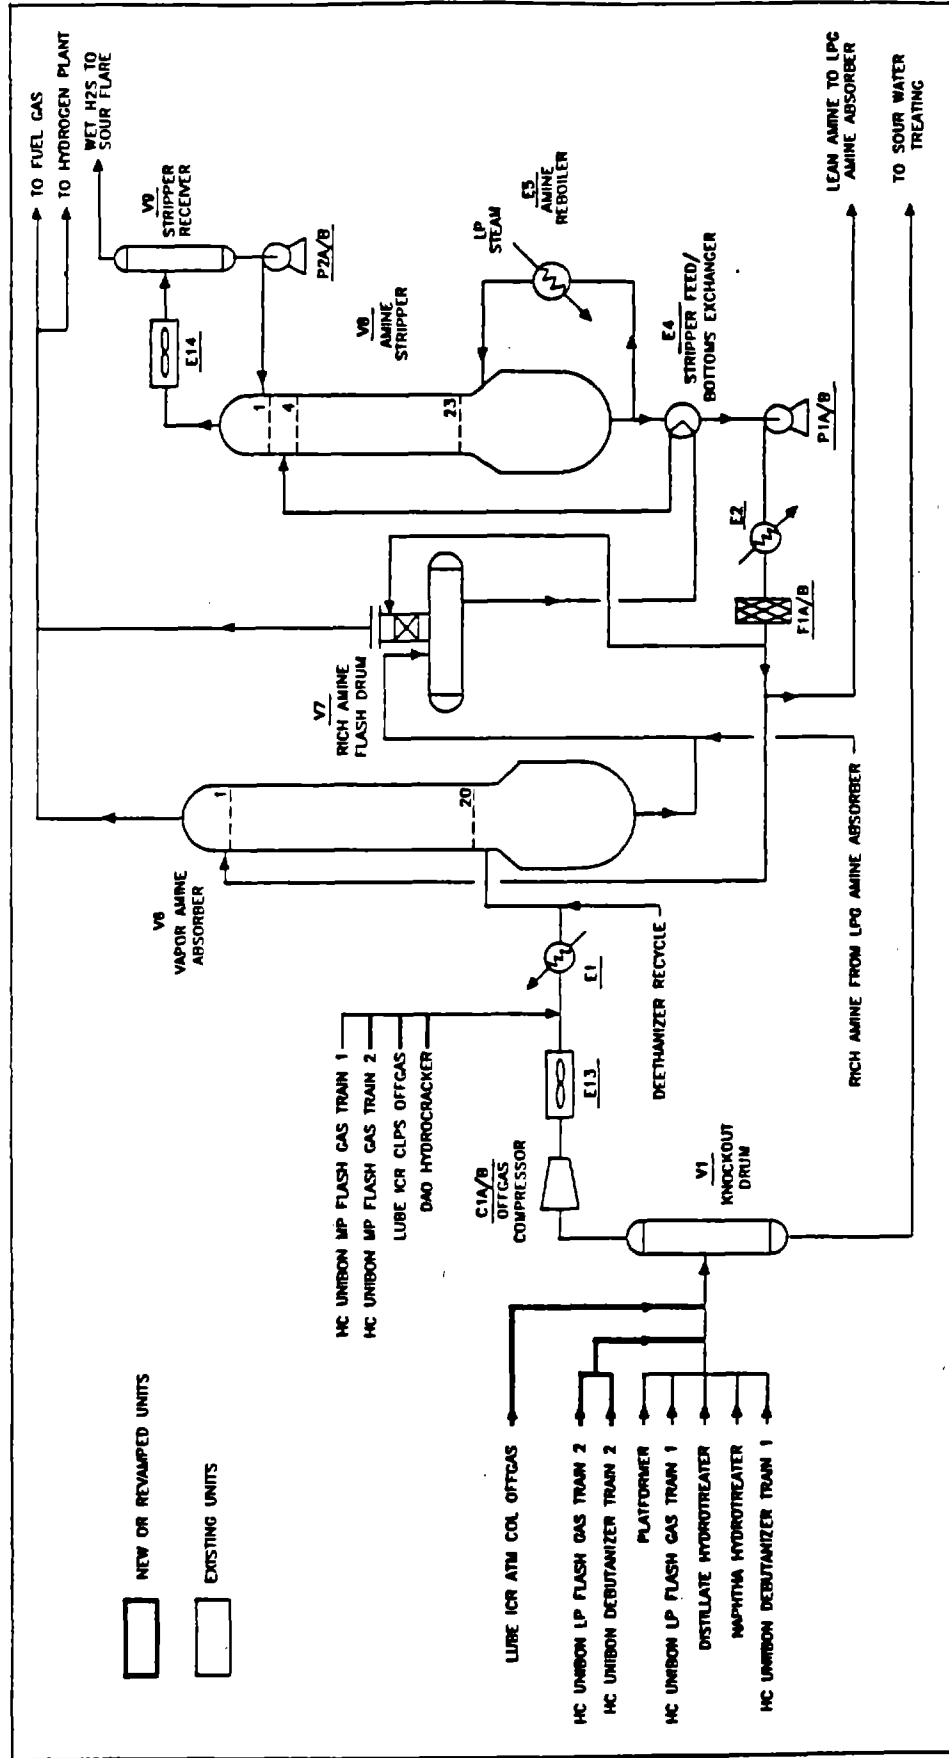 NEW OR REVAMPED UNITS
EXISTING UNITS
LUBE ICR ATM COL OFFGAS
HC UNIBON LP FLASH GAS TRAIN 2
HC UNIBON DEBUTANIZER TRAIN 2
PLATFORMER
HC UNIBON LP FLASH GAS TRAIN 1
DISTILLATE HYDROTREATER
NAPHTHA HYDROTREATER
HC UNIBON DEBUTANIZER TRAIN 1
HC UNIBON MP FLASH GAS TRAIN 1
HC UNIBON MP FLASH GAS TRAIN 2
LUBE ICR CLPS OFFGAS
DAO HYDROCRACKER
C1A/B
OFFGAS
COMPRESSOR
V1
KNOCKOUT
DRUM
E13
E1
DEETHANIZER RECYCLE
V6
VAPOR AMINE
ABSORBER
1
20
RICH AMINE FROM LPG AMINE ABSORBER
V7
RICH AMINE
FLASH DRUM
F1A/B
E2
P1A/B
V8
AMINE
STRIPPER
1
4
23
E4
STRIPPER FEED/
BOTTOMS EXCHANGER
LP
STEAM
E5
AMINE
REBOILER
E14
P2A/B
V9
STRIPPER
RECEIVER
TO FUEL GAS
TO HYDROGEN PLANT
WET H2S TO
SOUR FLARE
LEAN AMINE TO LPG
AMINE ABSORBER
TO SOUR WATER
TREATING